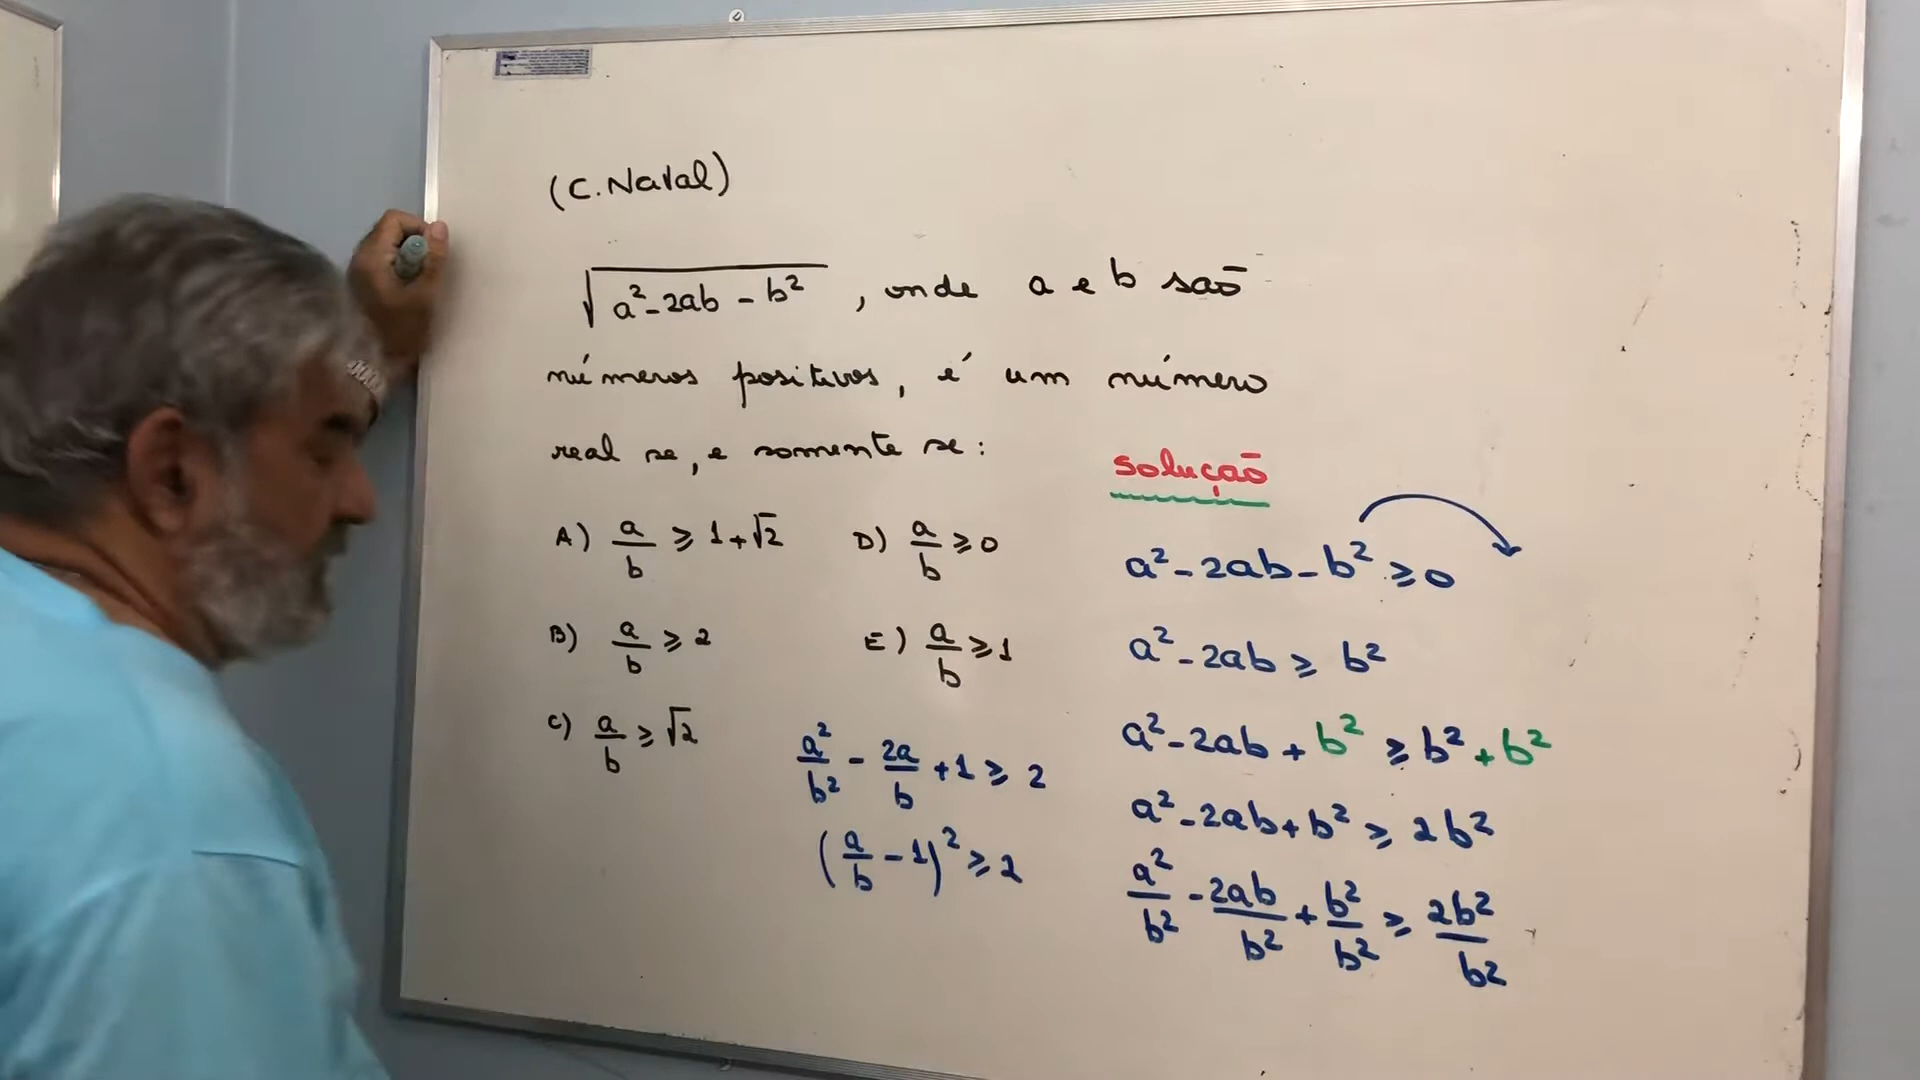 (C. Naval)
√(a² - 2ab - b²) , onde a e b saō
números positivos, é um número
real se, e somente se:
A) a/b ⩾ 1 + √2
B) a/b ⩾ 2
C) a/b ⩾ √2
D) a/b ⩾ 0
E) a/b ⩾ 1
Soluçaō
a² - 2ab - b² ⩾ 0
a² - 2ab ⩾ b²
a² - 2ab + b² ⩾ b² + b²
a² - 2ab + b² ⩾ 2b²
a²/b² - 2ab/b² + b²/b² ⩾ 2b²/b²
a²/b² - 2a/b + 1 ⩾ 2
(a/b - 1)² ⩾ 2